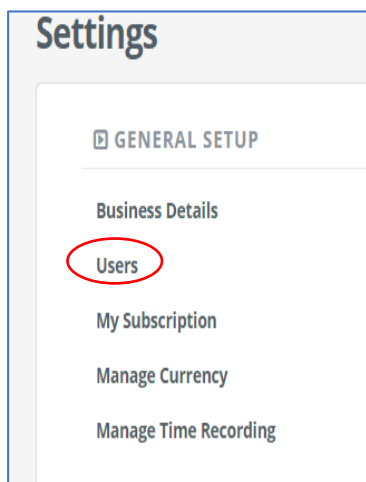 Settings
GENERAL SETUP
Business Details
Users
My Subscription
Manage Currency
Manage Time Recording